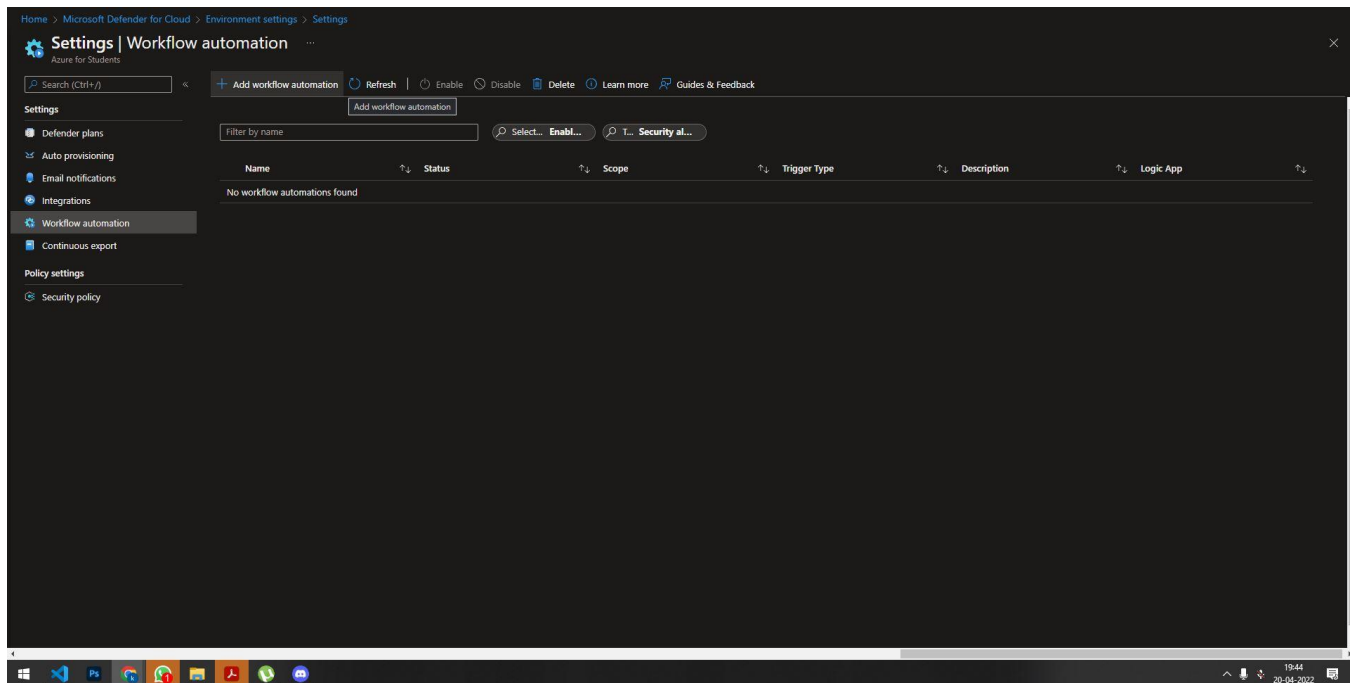 Home > Microsoft Defender for Cloud > Environment settings > Settings
Settings | Workflow automation ...
Azure for Students
Search (Ctrl+/) «
+ Add workflow automation Refresh | Enable Disable Delete Learn more Guides & Feedback
Add workflow automation
Settings
Defender plans
Auto provisioning
Email notifications
Integrations
Workflow automation
Continuous export
Policy settings
Security policy
Filter by name Select... Enabl... T... Security al...
Name ↑↓ Status ↑↓ Scope ↑↓ Trigger Type ↑↓ Description ↑↓ Logic App ↑↓
No workflow automations found
Ps 1 19:44
20-04-2022